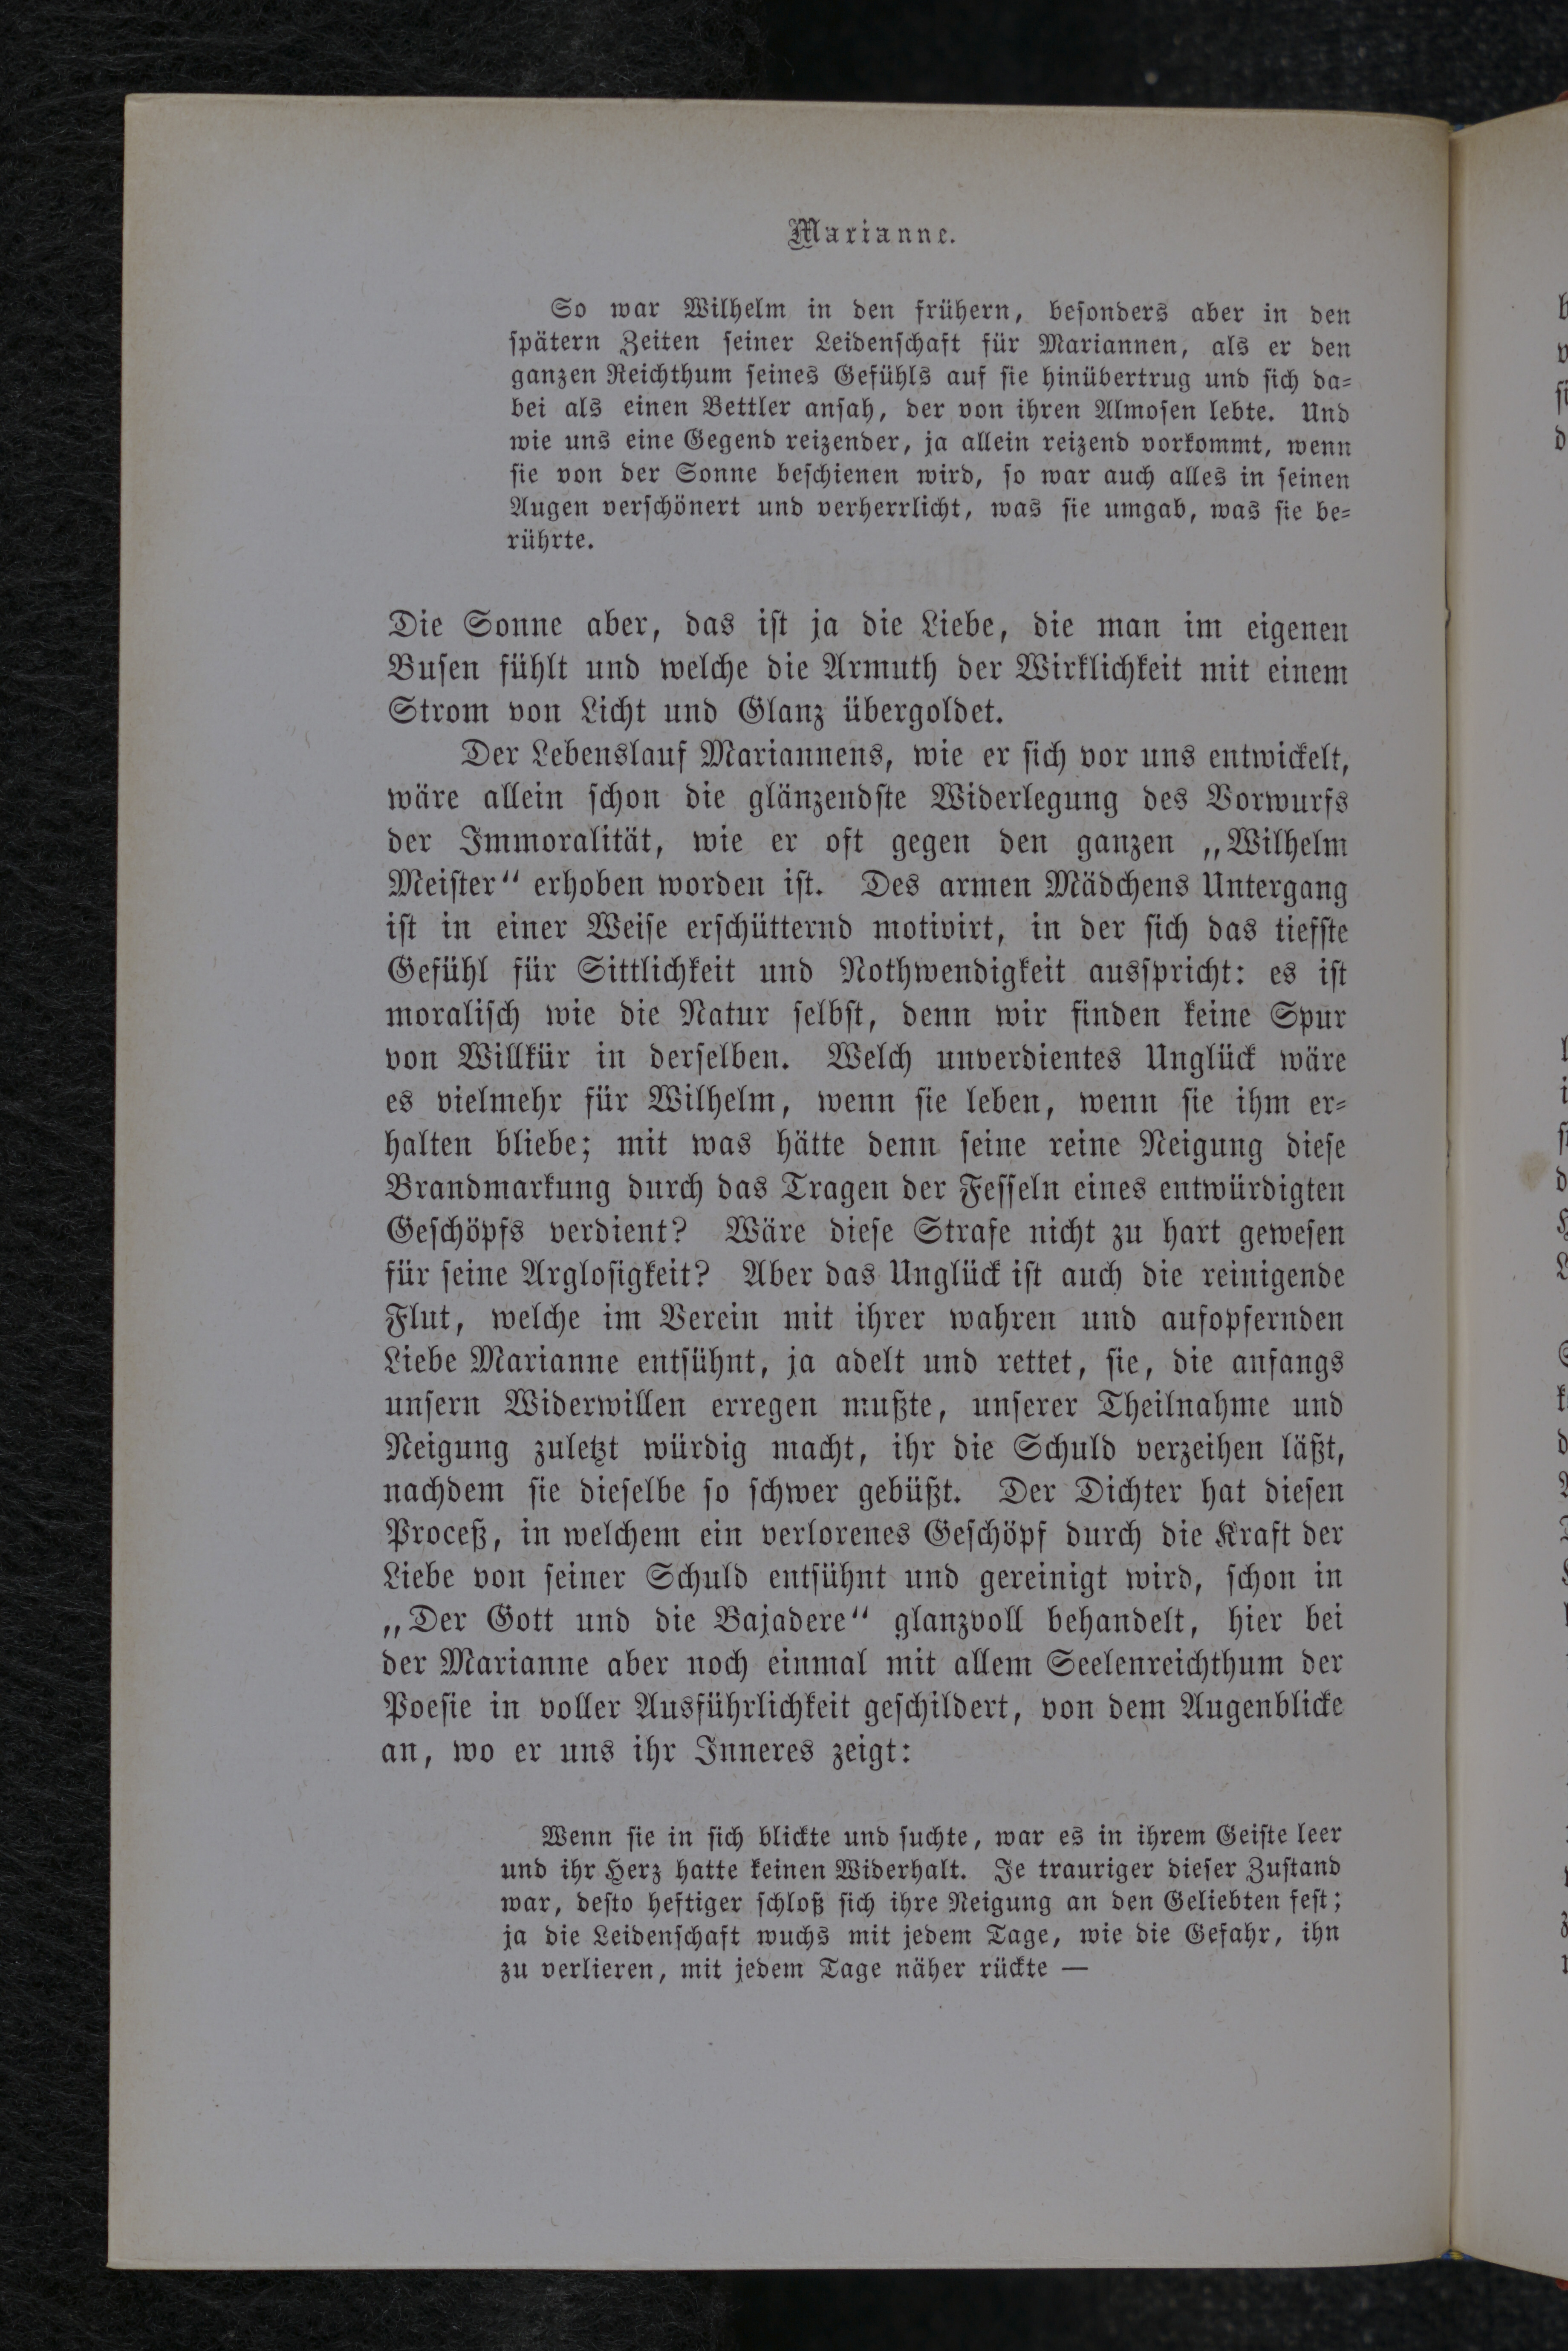 Marianne.
So war Wilhelm in den frühern, besonders aber in den
spätern Zeiten seiner Leidenschaft für Mariannen, als er den
ganzen Reichthum seines Gefühls auf sie hinübertrug und sich da-
bei als einen Bettler ansah, der von ihren Almosen lebte. Und
wie uns eine Gegend reizender, ja allein reizend vorkommt, wenn
sie von der Sonne beschienen wird, so war auch alles in seinen
Augen verschönert und verherrlicht, was sie umgab, was sie be-
rührte.
Die Sonne aber, das ist ja die Liebe, die man im eigenen
Busen fühlt und welche die Armuth der Wirklichkeit mit einem
Strom von Licht und Glanz übergoldet.
Der Lebenslauf Mariannens, wie er sich vor uns entwickelt,
wäre allein schon die glänzendste Widerlegung des Vorwurfs
der Immoralität, wie er oft gegen den ganzen „Wilhelm
Meister“ erhoben worden ist. Des armen Mädchens Untergang
ist in einer Weise erschütternd motivirt, in der sich das tiefste
Gefühl für Sittlichkeit und Nothwendigkeit ausspricht: es ist
moralisch wie die Natur selbst, denn wir finden keine Spur
von Willkür in derselben. Welch unverdientes Unglück wäre
es vielmehr für Wilhelm, wenn sie leben, wenn sie ihm er-
halten bliebe; mit was hätte denn seine reine Neigung diese
Brandmarkung durch das Tragen der Fesseln eines entwürdigten
Geschöpfs verdient? Wäre diese Strafe nicht zu hart gewesen
für seine Arglosigkeit? Aber das Unglück ist auch die reinigende
Flut, welche im Verein mit ihrer wahren und aufopfernden
Liebe Marianne entsühnt, ja adelt und rettet, sie, die anfangs
unsern Widerwillen erregen mußte, unserer Theilnahme und
Neigung zuletzt würdig macht, ihr die Schuld verzeihen läßt,
nachdem sie dieselbe so schwer gebüßt. Der Dichter hat diesen
Proceß, in welchem ein verlorenes Geschöpf durch die Kraft der
Liebe von seiner Schuld entsühnt und gereinigt wird, schon in
„Der Gott und die Bajadere“ glanzvoll behandelt, hier bei
der Marianne aber noch einmal mit allem Seelenreichthum der
Poesie in voller Ausführlichkeit geschildert, von dem Augenblicke
an, wo er uns ihr Inneres zeigt:
Wenn sie in sich blickte und suchte, war es in ihrem Geiste leer
und ihr Herz hatte keinen Widerhalt. Je trauriger dieser Zustand
war, desto heftiger schloß sich ihre Neigung an den Geliebten fest;
ja die Leidenschaft wuchs mit jedem Tage, wie die Gefahr, ihn
zu verlieren, mit jedem Tage näher rückte —